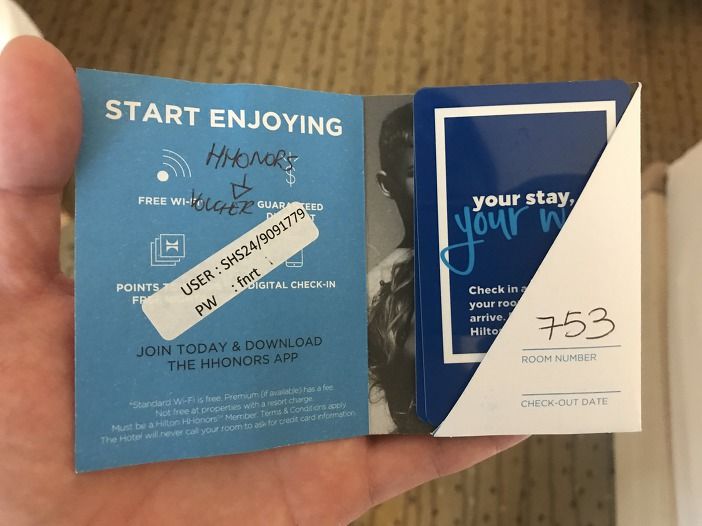 START ENJOYING
HHONORS
VOUCHER
FREE WI-FI
GUARANTEED
USER : SHS24/9091779
PW : fnrt
POINTS
DIGITAL CHECK-IN
JOIN TODAY & DOWNLOAD
THE HHONORS APP
*Standard Wi-Fi is free. Premium (if available) has a fee.
Not free at properties with a resort charge.
Must be a Hilton HHonors™ Member. Terms & Conditions apply
The Hotel will never call your room to ask for credit card information.
your stay,
your
Check in
your
arrive.
Hilton
753
ROOM NUMBER
CHECK-OUT DATE